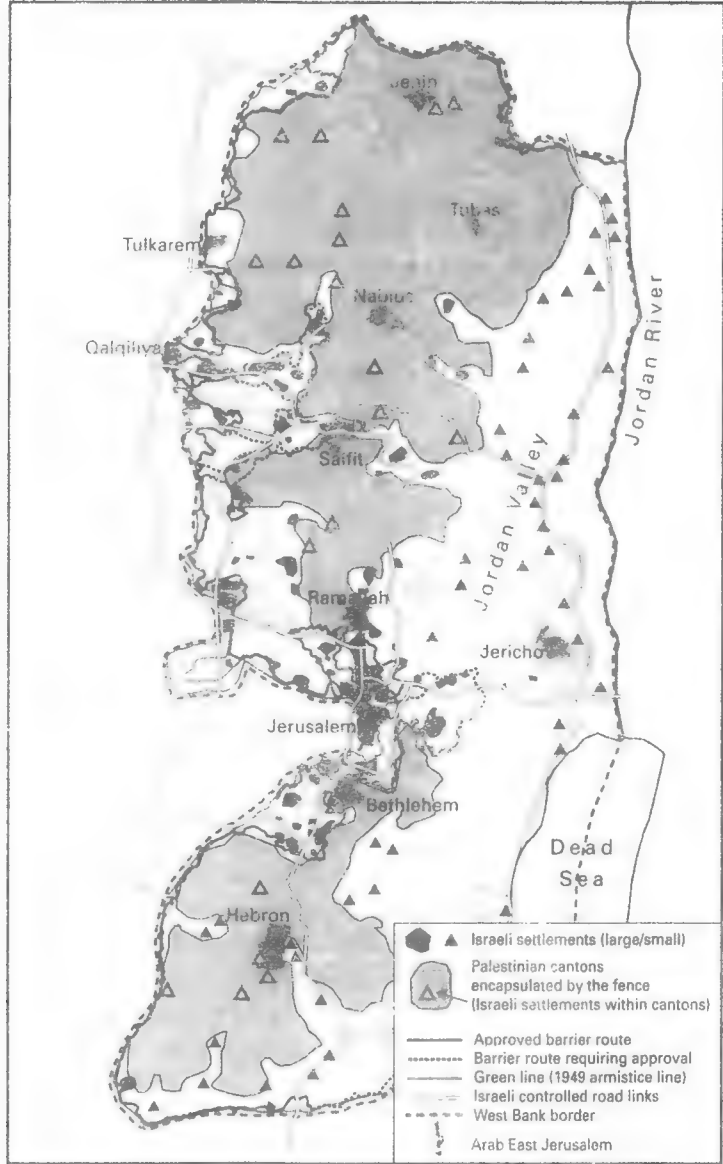 Jenin
Tubas
Tulkarem
Nablus
Qalqiliya
Jordan River
Salfit
Jordan Valley
Ramallah
Jericho
Jerusalem
Bethlehem
Dead
Sea
Hebron
Israeli settlements (large/small)
Palestinian cantons
encapsulated by the fence
(Israeli settlements within cantons)
Approved barrier route
Barrier route requiring approval
Green line (1949 armistice line)
Israeli controlled road links
West Bank border
Arab East Jerusalem